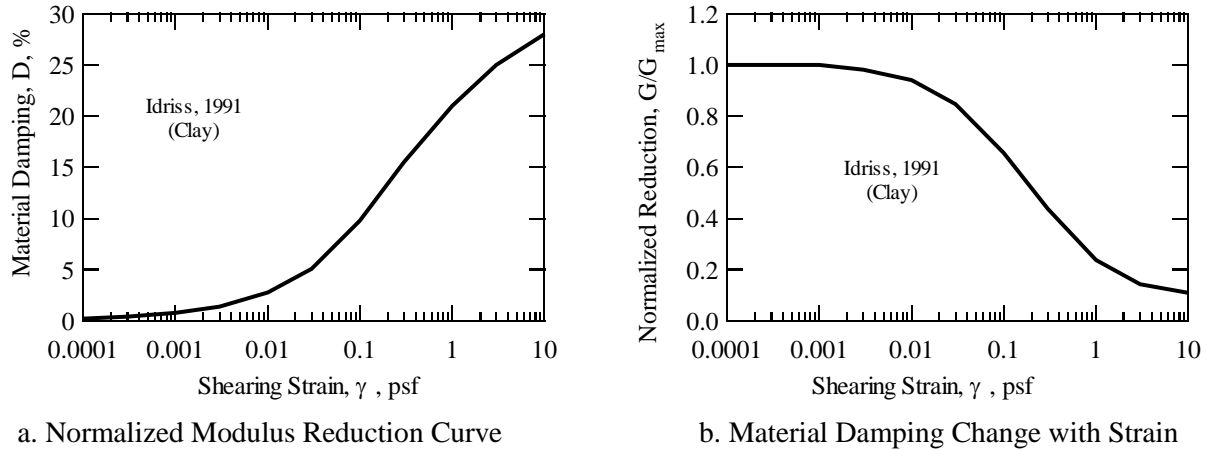 Material Damping, D, %
30
25
20
15
10
5
0
Idriss, 1991
(Clay)
0.0001 0.001 0.01 0.1 1 10
Shearing Strain, γ , psf
a. Normalized Modulus Reduction Curve
Normalized Reduction, G/Gmax
1.2
1.0
0.8
0.6
0.4
0.2
0.0
Idriss, 1991
(Clay)
0.0001 0.001 0.01 0.1 1 10
Shearing Strain, γ , psf
b. Material Damping Change with Strain